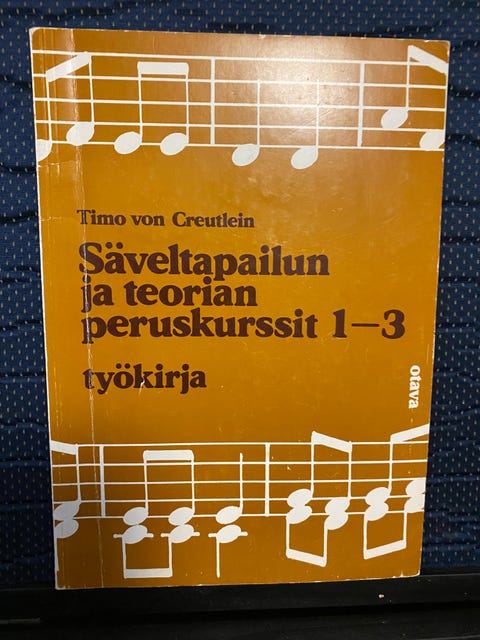 Timo von Creutlein
Säveltapailun
ja teorian
peruskurssit 1–3
työkirja
otava